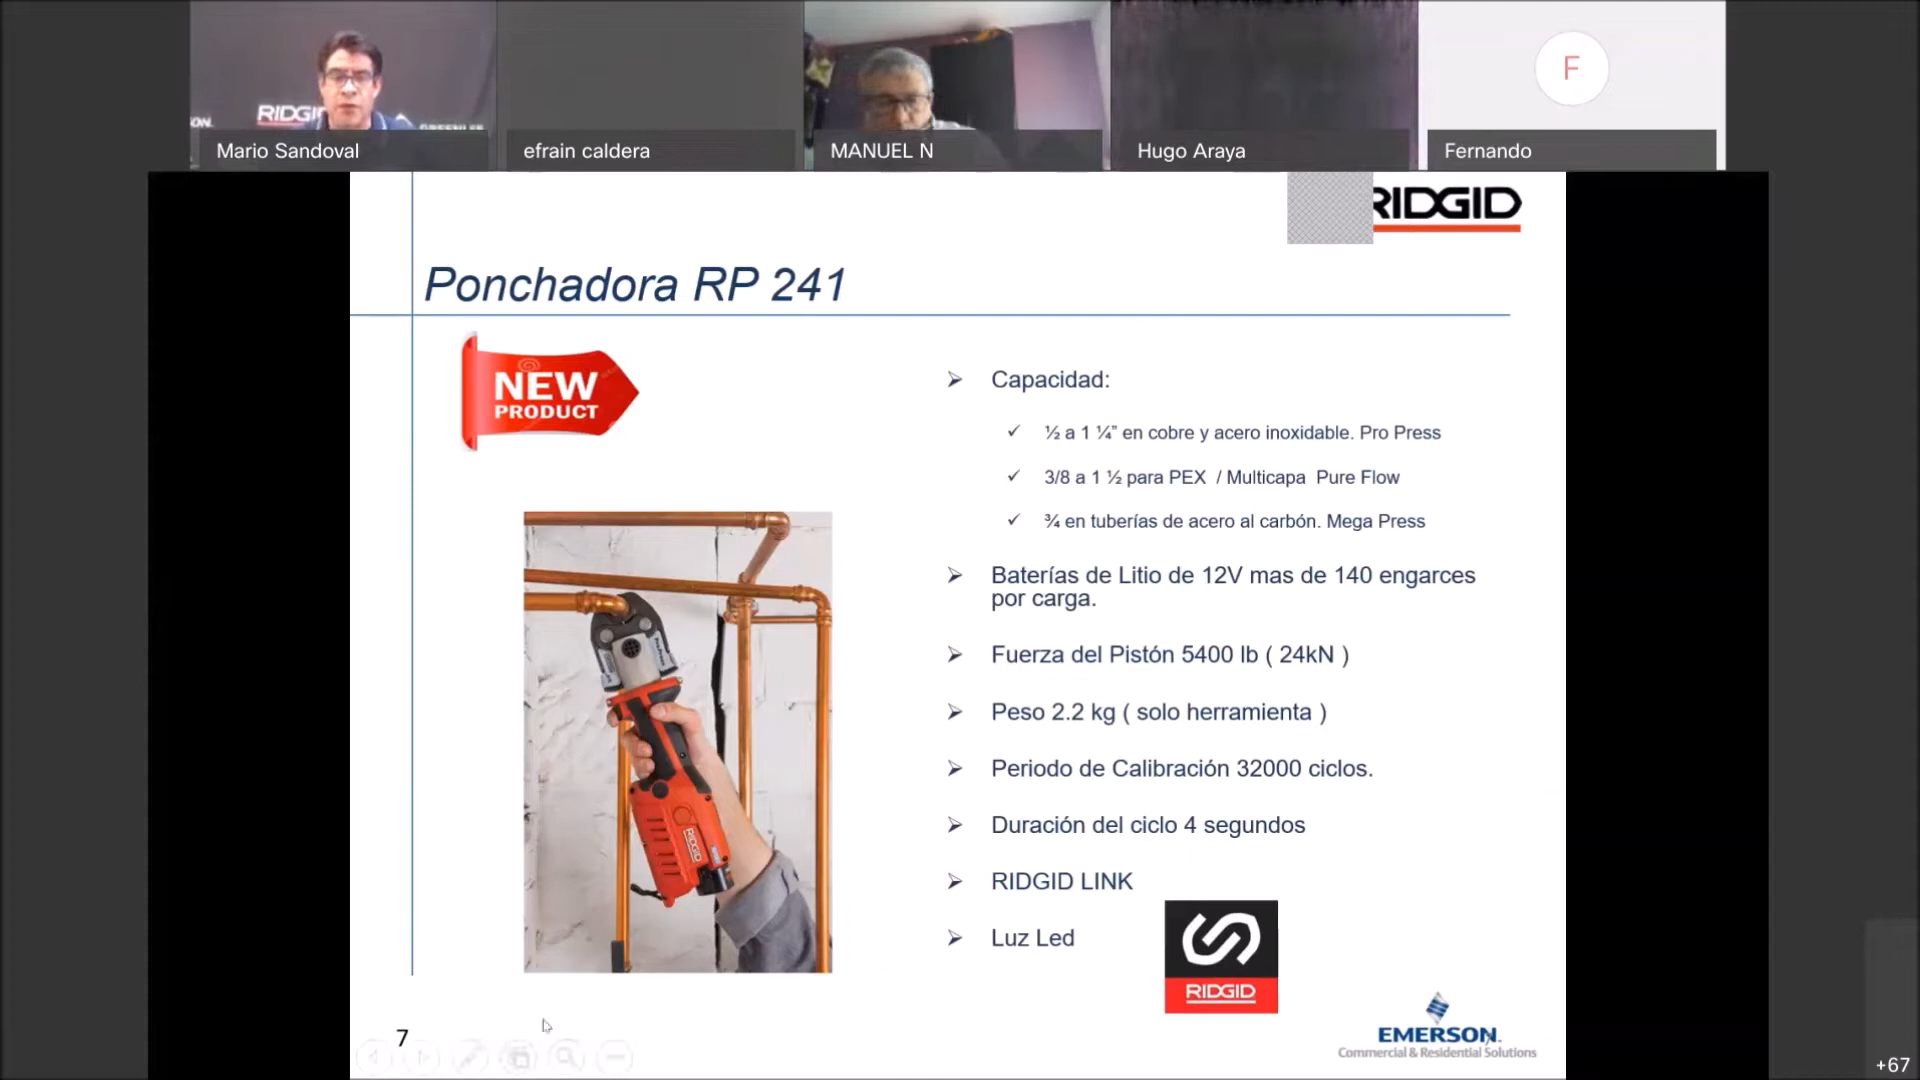 RIDGI
ON.
GREENLEE
Mario Sandoval
efrain caldera
MANUEL N
Hugo Araya
F
Fernando
RIDGID
Ponchadora RP 241
NEW
PRODUCT
Capacidad:
½ a 1 ¼” en cobre y acero inoxidable. Pro Press
3/8 a 1 ½ para PEX / Multicapa Pure Flow
¾ en tuberías de acero al carbón. Mega Press
Baterías de Litio de 12V mas de 140 engarces
por carga.
Fuerza del Pistón 5400 lb ( 24kN )
Peso 2.2 kg ( solo herramienta )
Periodo de Calibración 32000 ciclos.
Duración del ciclo 4 segundos
RIDGID LINK
Luz Led
RIDGID
RIDGID
7
EMERSON
Commercial & Residential Solutions
+67